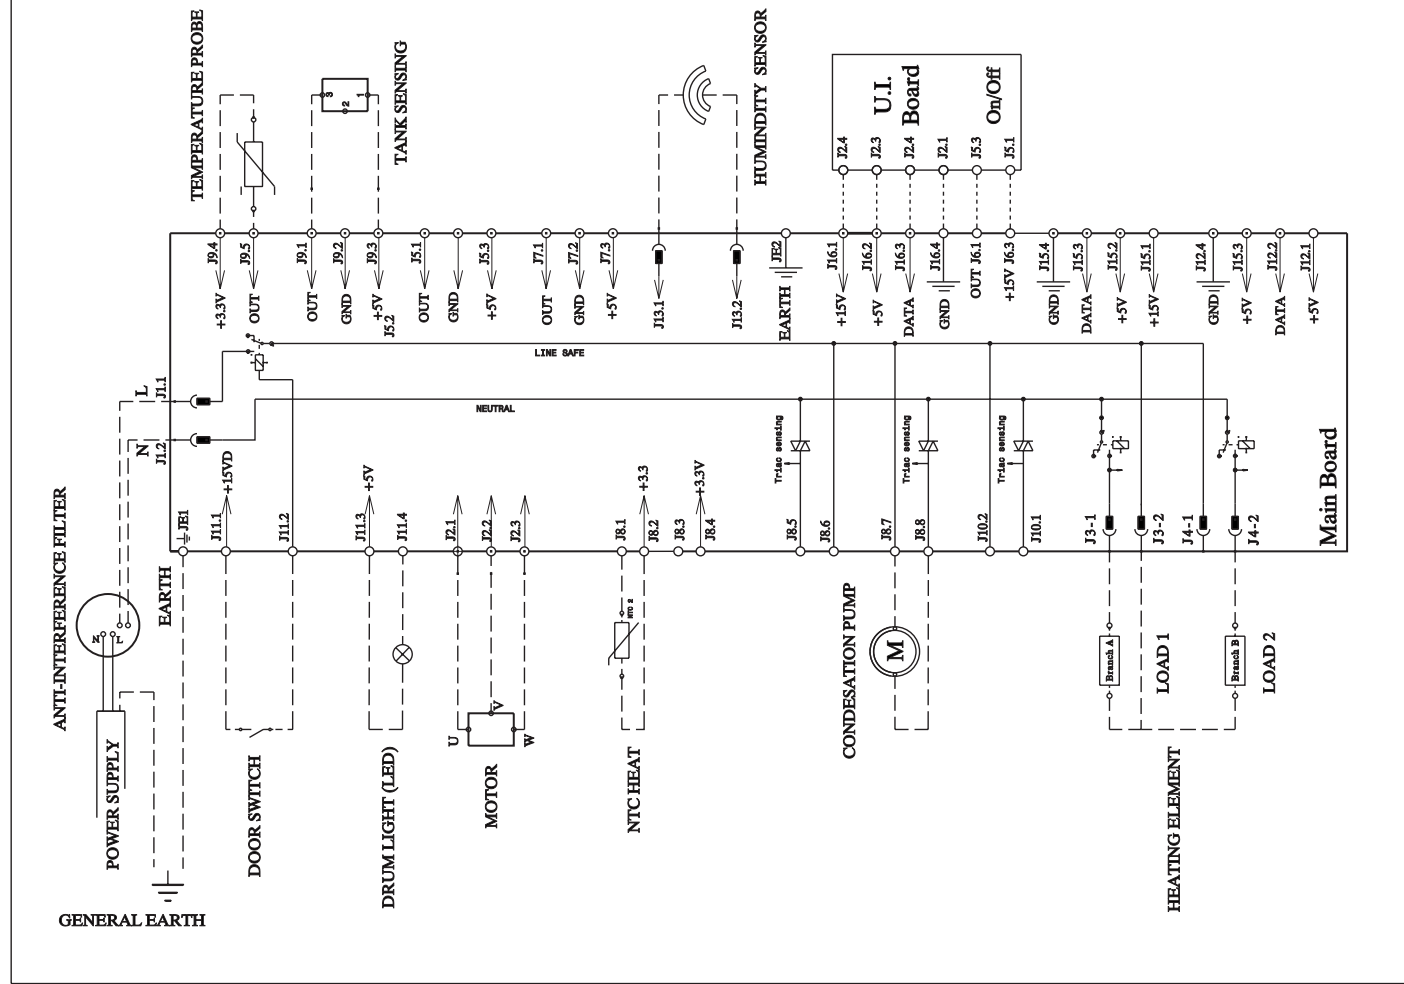 TEMPERATURE PROBE
TANK SENSING
3
2
1
HUMINDITY SENSOR
U.I.
Board
On/Off
J2.4
J2.3
J2.4
J2.1
J5.3
J5.1
J9.4
J9.5
J9.1
J9.2
J9.3
J5.1
J5.3
J7.1
J7.2
J7.3
J13.1
J13.2
JE2
J16.1
J16.2
J16.3
J16.4
J6.1
J6.3
J15.4
J15.3
J15.2
J15.1
J12.4
J15.3
J12.2
J12.1
+3.3V
OUT
OUT
GND
+5V
J5.2
OUT
GND
+5V
OUT
GND
+5V
EARTH
+15V
+5V
DATA
GND
OUT
+15V
GND
DATA
+5V
+15V
GND
+5V
DATA
+5V
LINE SAFE
NEUTRAL
L
J1.1
N
J1.2
Triac sensing
Triac sensing
Triac sensing
Main Board
ANTI-INTERFERENCE FILTER
EARTH
JE1
J11.1
+15VD
J11.2
J11.3
+5V
J11.4
J2.1
J2.2
J2.3
J8.1
J8.2
+3.3
J8.3
J8.4
+3.3V
J8.5
J8.6
J8.7
J8.8
J10.2
J10.1
J3-1
J3-2
J4-1
J4-2
N
L
POWER SUPPLY
GENERAL EARTH
DOOR SWITCH
DRUM LIGHT (LED)
U
V
W
MOTOR
NTC 2
NTC HEAT
M
CONDESATION PUMP
Branch A
LOAD 1
Branch B
LOAD 2
HEATING ELEMENT